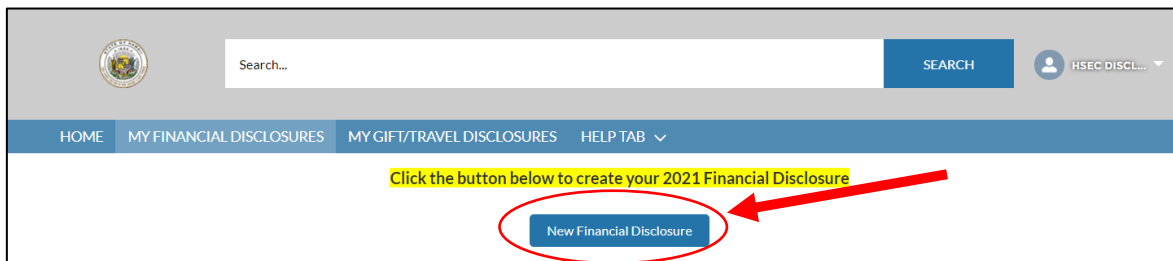 Search...
SEARCH
HSEC DISCL...
HOME MY FINANCIAL DISCLOSURES MY GIFT/TRAVEL DISCLOSURES HELP TAB
Click the button below to create your 2021 Financial Disclosure
New Financial Disclosure